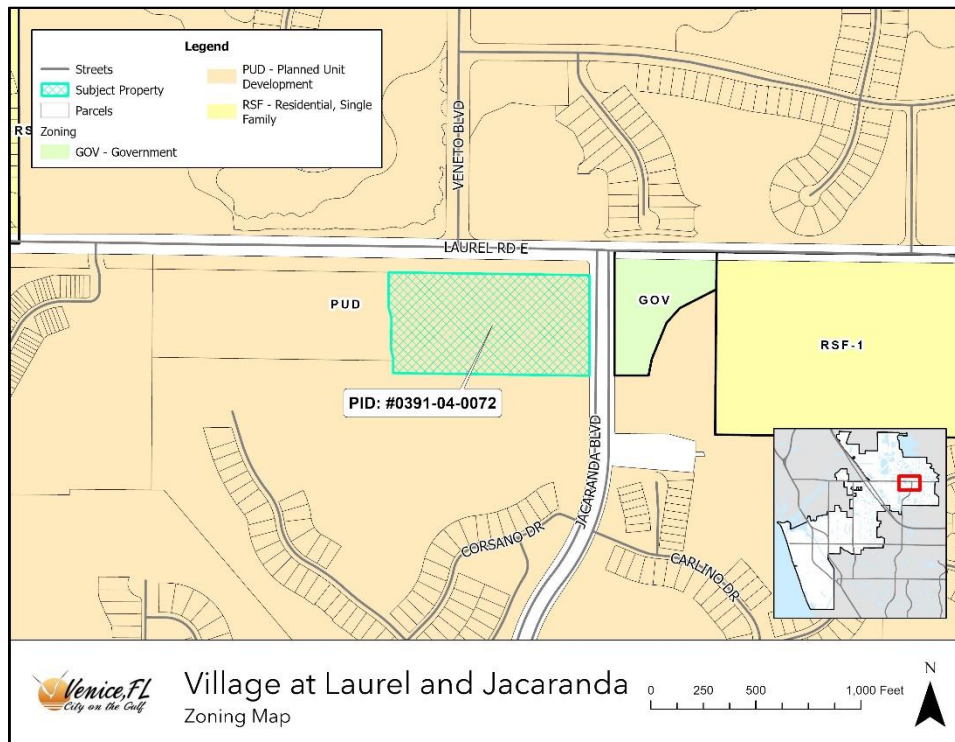 Legend
Streets
Subject Property
Parcels
Zoning
GOV - Government
PUD - Planned Unit
Development
RSF - Residential, Single
Family
RS
VENETO BLVD
LAUREL RD E
PUD
GOV
RSF-1
PID: #0391-04-0072
JACARANDA BLVD
CORSANO DR
CARLINO DR
Venice, FL
City on the Gulf
Village at Laurel and Jacaranda
Zoning Map
0 250 500 1,000 Feet
N